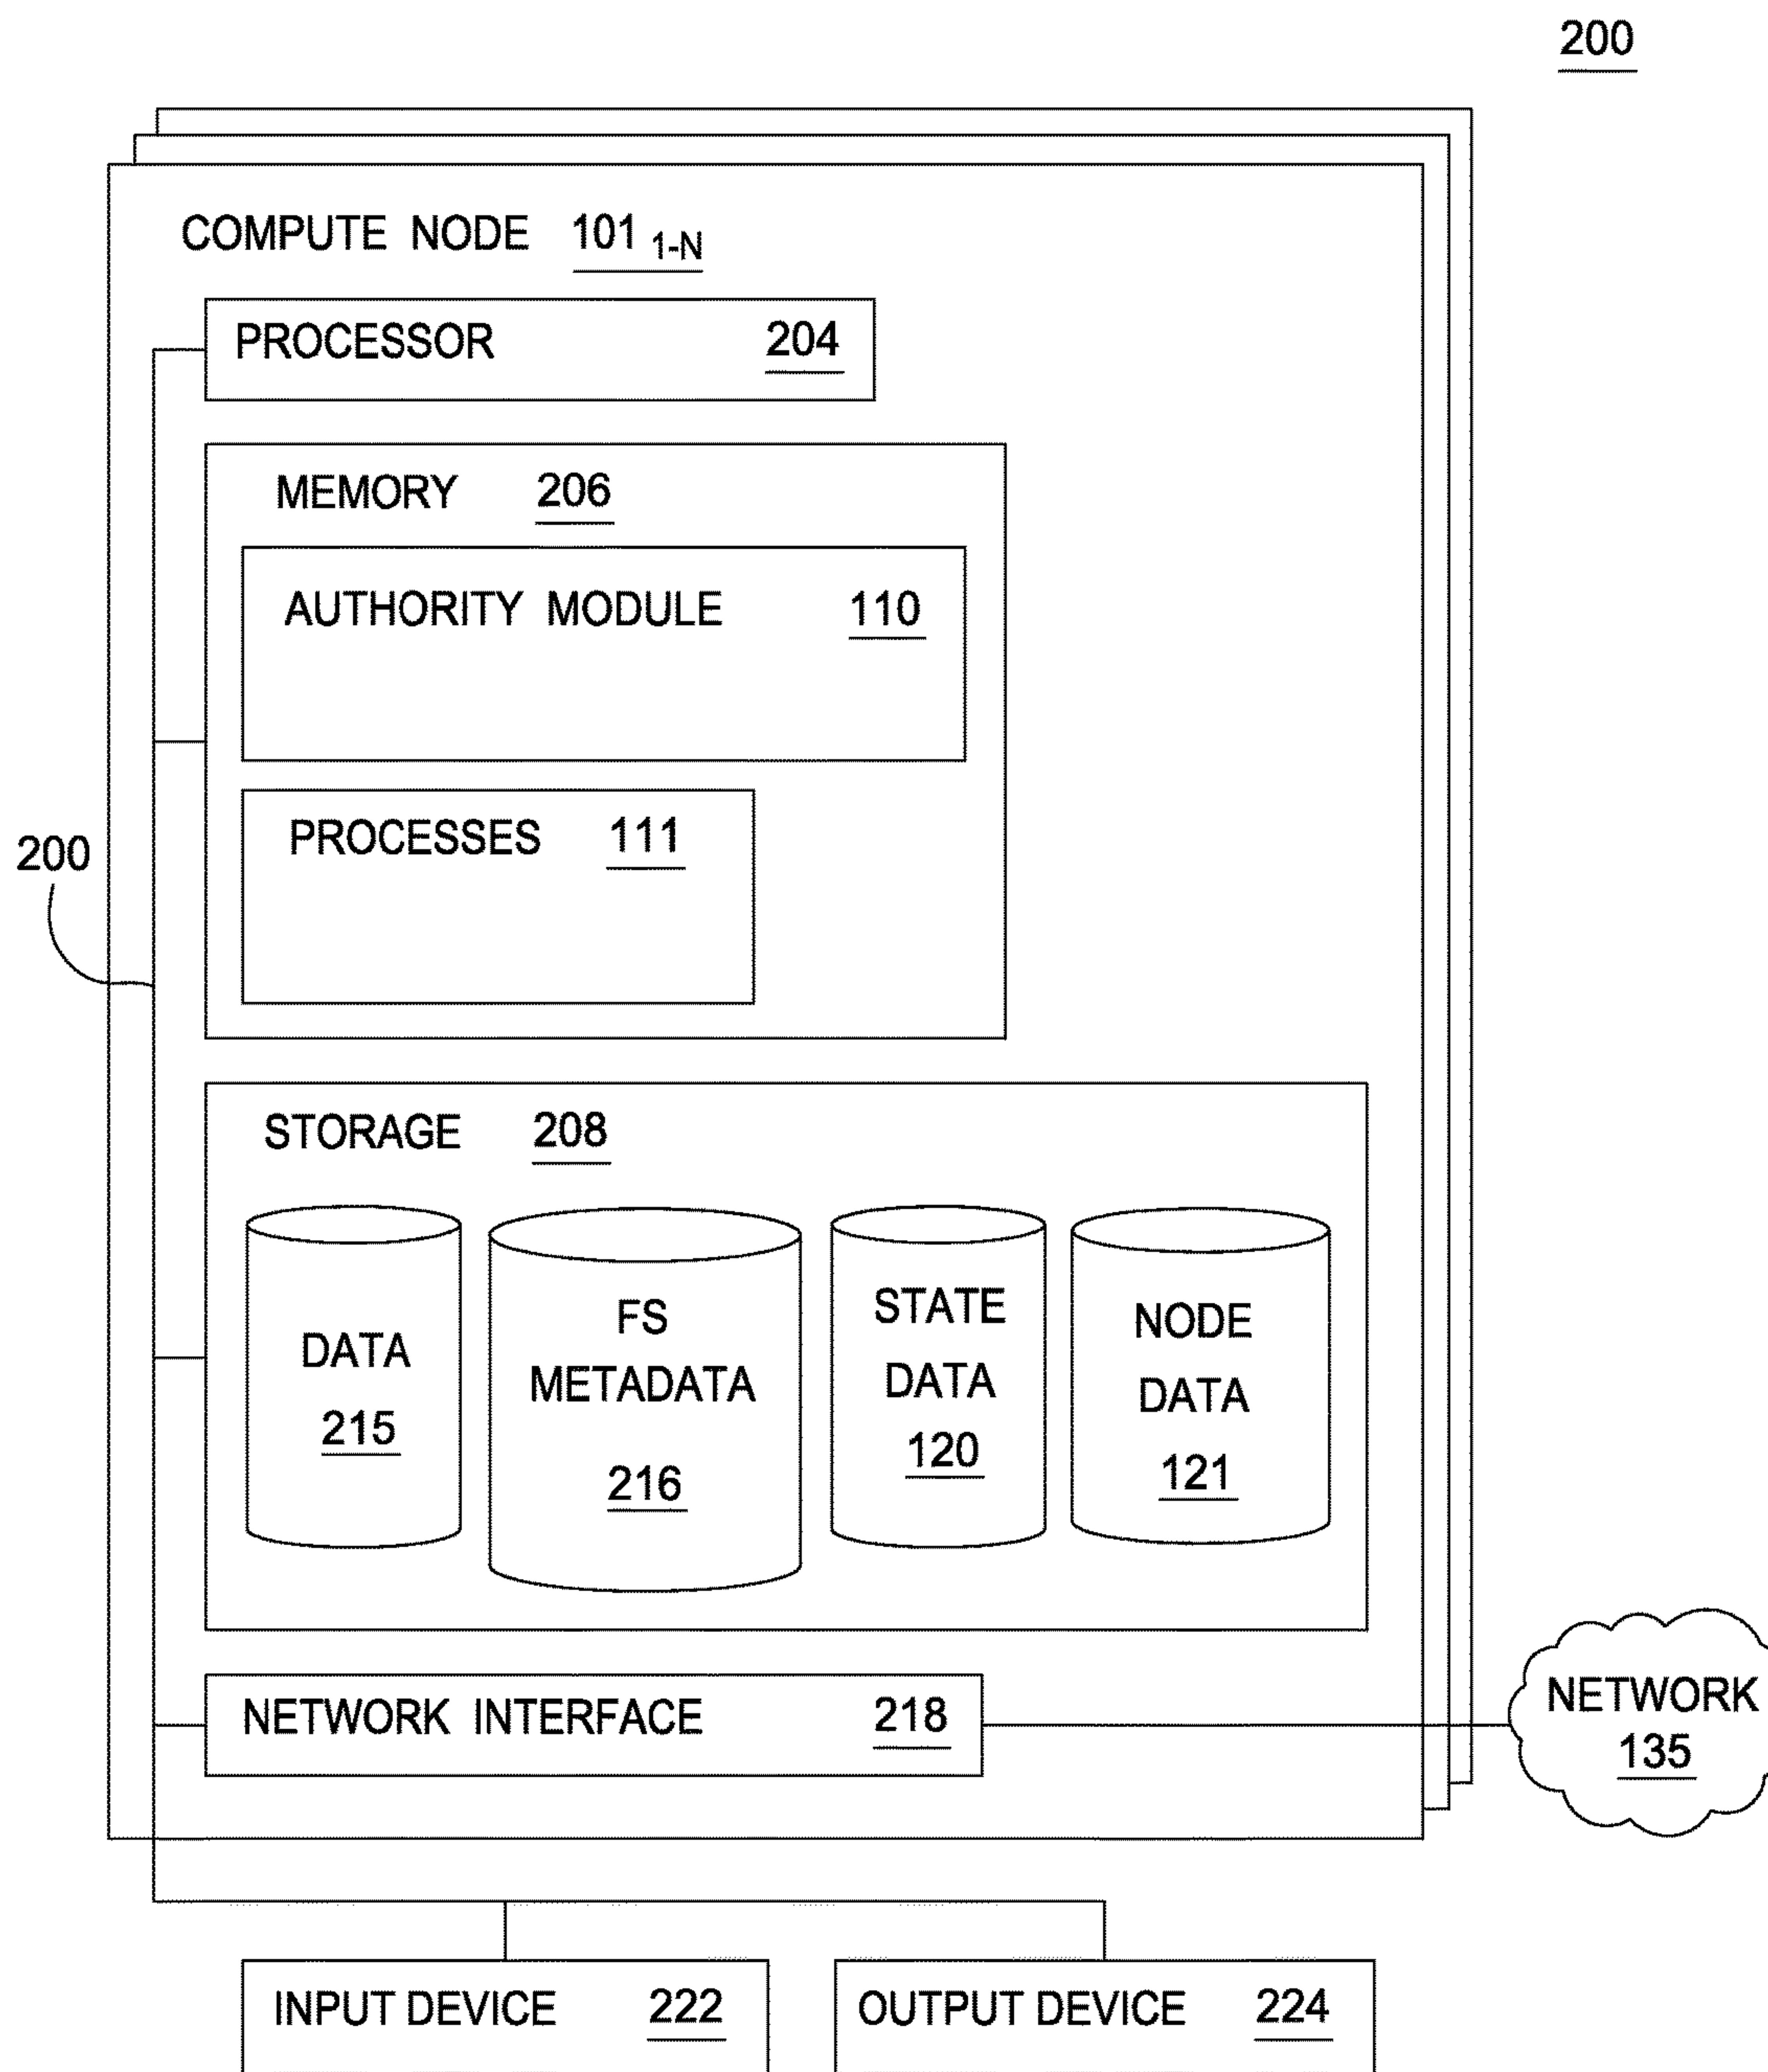 200
COMPUTE NODE 101 1-N
PROCESSOR 204
MEMORY 206
AUTHORITY MODULE 110
PROCESSES 111
200
STORAGE 208
DATA
215
FS
METADATA
216
STATE
DATA
120
NODE
DATA
121
NETWORK INTERFACE 218
NETWORK
135
INPUT DEVICE 222
OUTPUT DEVICE 224